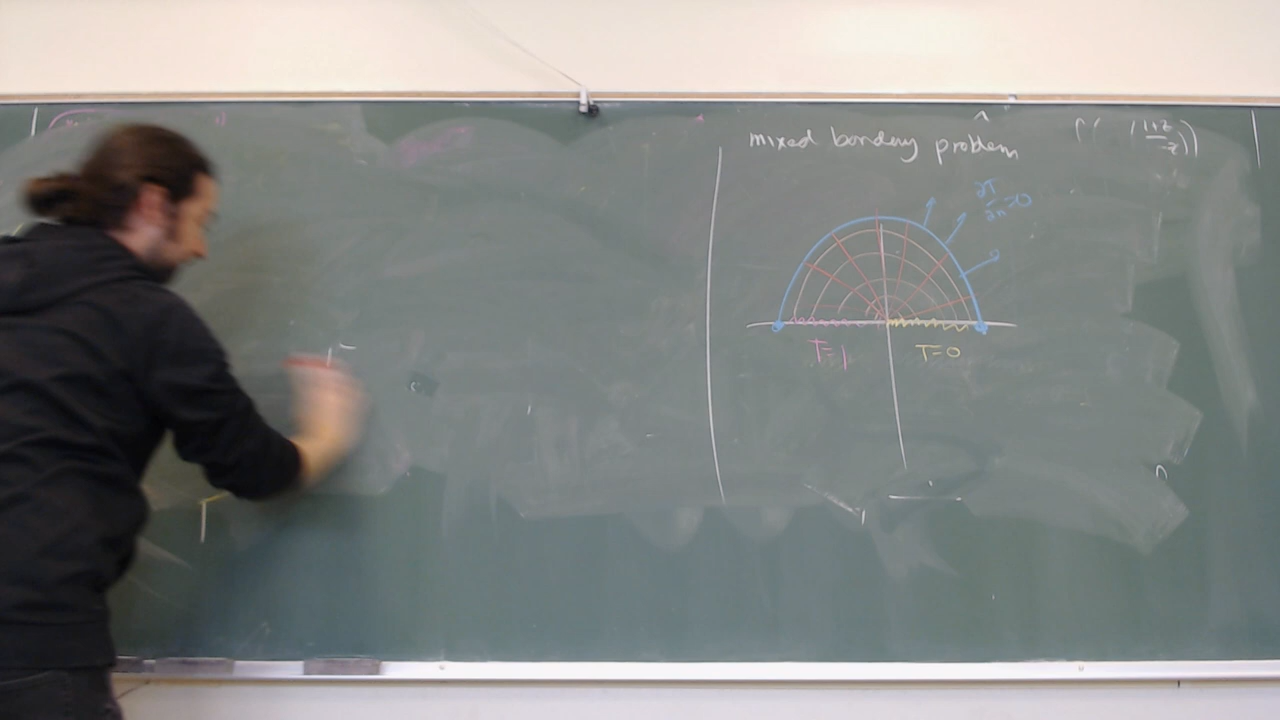 mixed bondary problem
∂T/∂n=0
T=1
T=0